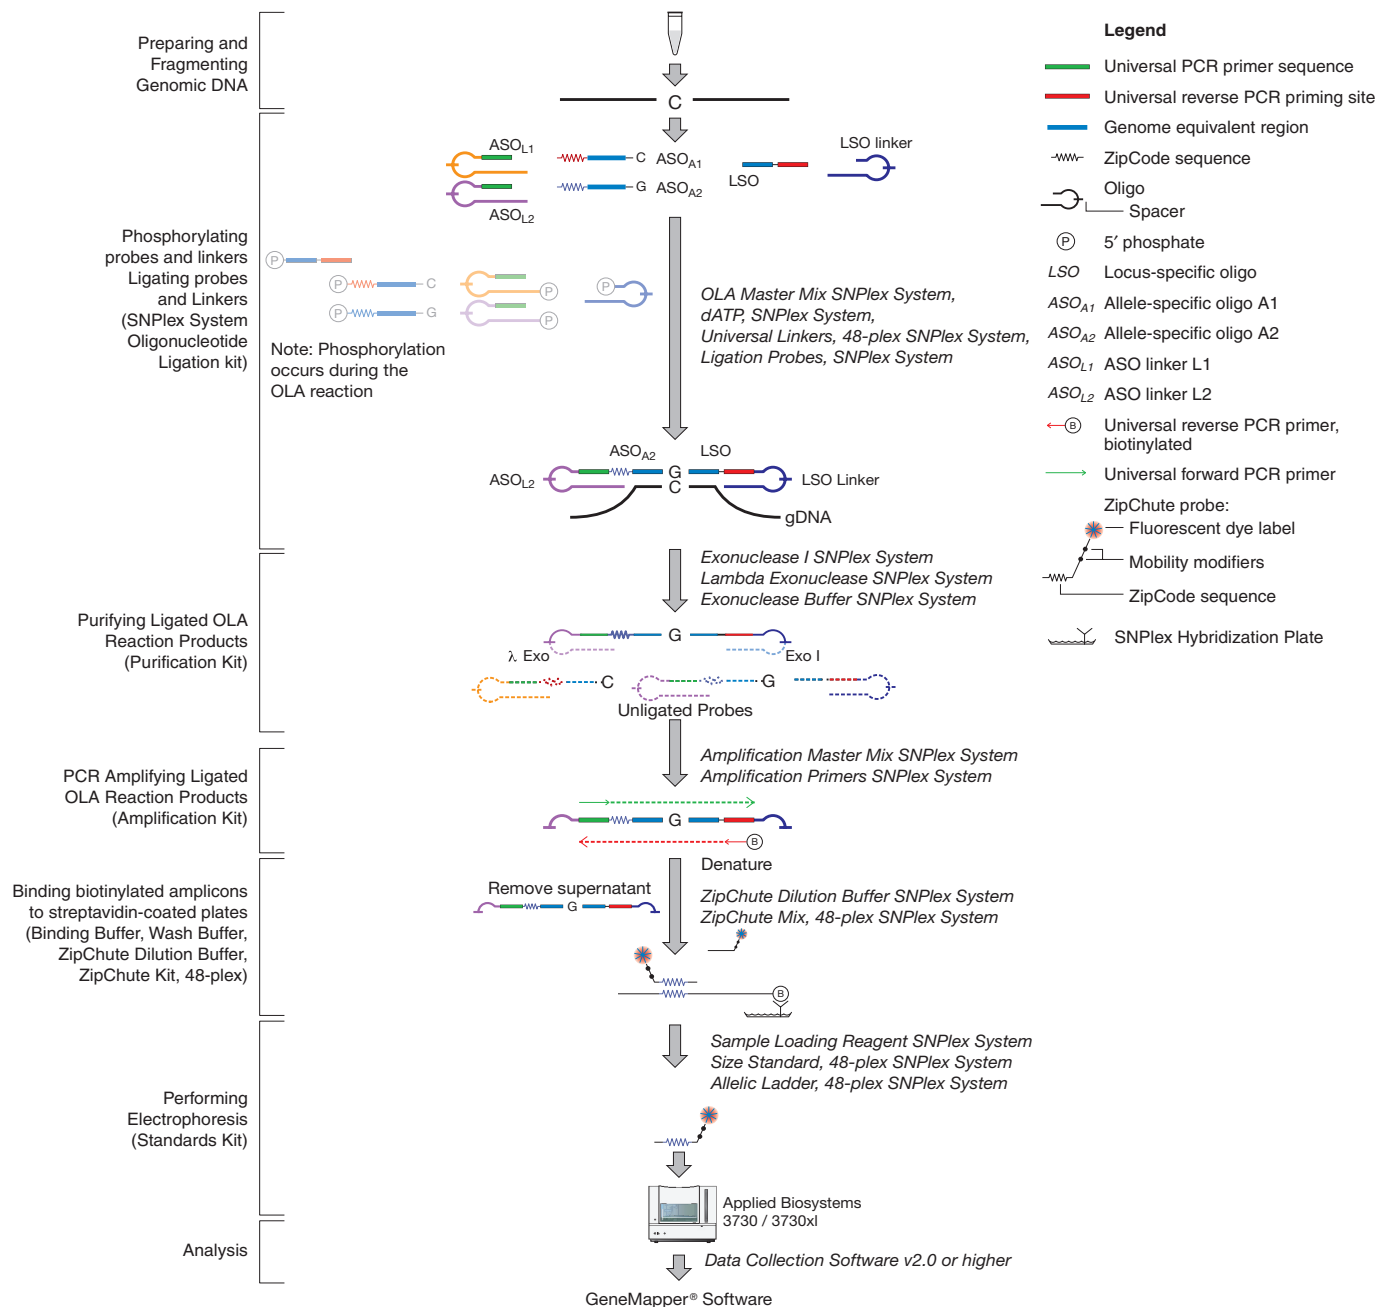 Preparing and
Fragmenting
Genomic DNA
C
ASO_L1
C ASO_A1
LSO linker
G ASO_A2
LSO
ASO_L2
Phosphorylating
probes and linkers
Ligating probes
and Linkers
(SNPlex System
Oligonucleotide
Ligation kit)
P
P C
P
P
P G
P
Note: Phosphorylation
occurs during the
OLA reaction
OLA Master Mix SNPlex System,
dATP, SNPlex System,
Universal Linkers, 48-plex SNPlex System,
Ligation Probes, SNPlex System
ASO_A2
LSO
ASO_L2
G
C
LSO Linker
gDNA
Exonuclease I SNPlex System
Lambda Exonuclease SNPlex System
Exonuclease Buffer SNPlex System
Purifying Ligated OLA
Reaction Products
(Purification Kit)
G
λ Exo
Exo I
C
G
Unligated Probes
PCR Amplifying Ligated
OLA Reaction Products
(Amplification Kit)
Amplification Master Mix SNPlex System
Amplification Primers SNPlex System
G
B
Denature
Binding biotinylated amplicons
to streptavidin-coated plates
(Binding Buffer, Wash Buffer,
ZipChute Dilution Buffer,
ZipChute Kit, 48-plex)
Remove supernatant
G
ZipChute Dilution Buffer SNPlex System
ZipChute Mix, 48-plex SNPlex System
B
Performing
Electrophoresis
(Standards Kit)
Sample Loading Reagent SNPlex System
Size Standard, 48-plex SNPlex System
Allelic Ladder, 48-plex SNPlex System
Applied Biosystems
3730 / 3730xl
Analysis
Data Collection Software v2.0 or higher
GeneMapper® Software
Legend
Universal PCR primer sequence
Universal reverse PCR priming site
Genome equivalent region
ZipCode sequence
Oligo
Spacer
P 5′ phosphate
LSO Locus-specific oligo
ASO_A1 Allele-specific oligo A1
ASO_A2 Allele-specific oligo A2
ASO_L1 ASO linker L1
ASO_L2 ASO linker L2
B Universal reverse PCR primer,
biotinylated
Universal forward PCR primer
ZipChute probe:
Fluorescent dye label
Mobility modifiers
ZipCode sequence
SNPlex Hybridization Plate